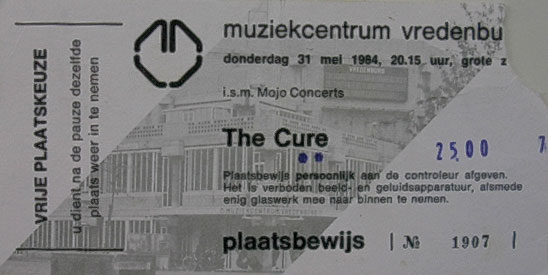 VRIJE PLAATSKEUZE
u dient na de pauze dezelfde
plaats weer in te nemen
muziekcentrum vredenbu
donderdag 31 mei 1984, 20.15 uur, grote z
i.s.m. Mojo Concerts
The Cure
25.00
Plaatsbewijs persoonlijk aan de controleur afgeven.
Het is verboden beeld- en geluidsapparatuur, alsmede
enig glaswerk mee naar binnen te nemen.
MUZIEKCENTRUM VREDENBURG
plaatsbewijs | № 1907 |